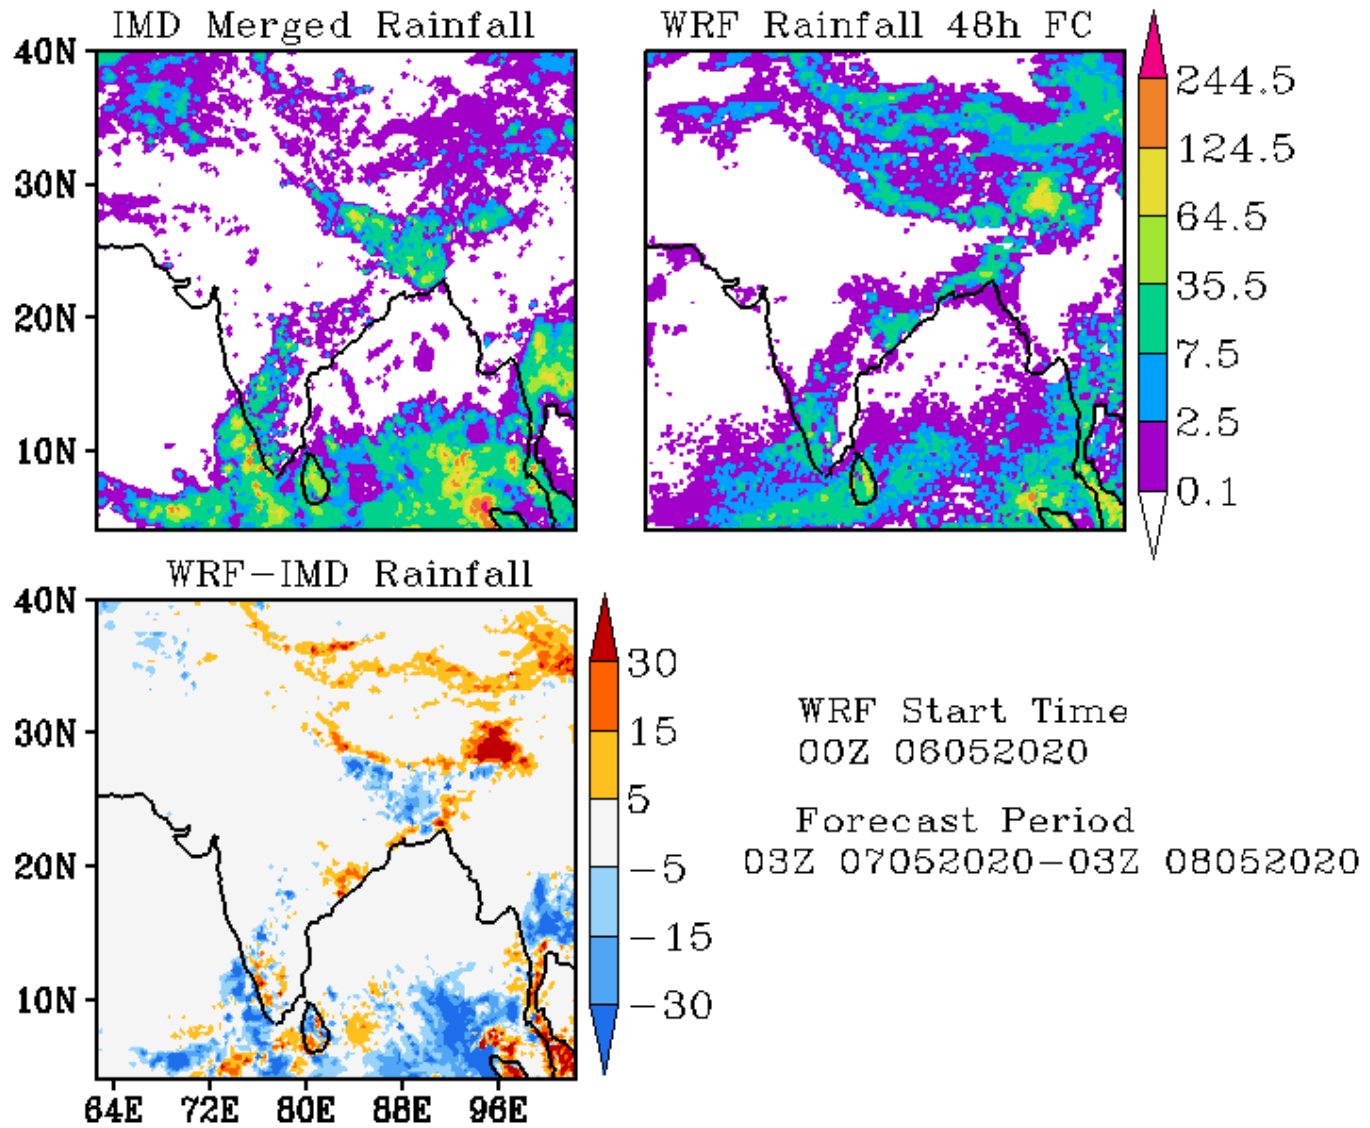 IMD Merged Rainfall
WRF Rainfall 48h FC
40N
30N
20N
10N
244.5
124.5
64.5
35.5
7.5
2.5
0.1
WRF-IMD Rainfall
40N
30N
20N
10N
64E 72E 80E 88E 96E
30
15
5
-5
-15
-30
WRF Start Time
00Z 06052020
Forecast Period
03Z 07052020-03Z 08052020